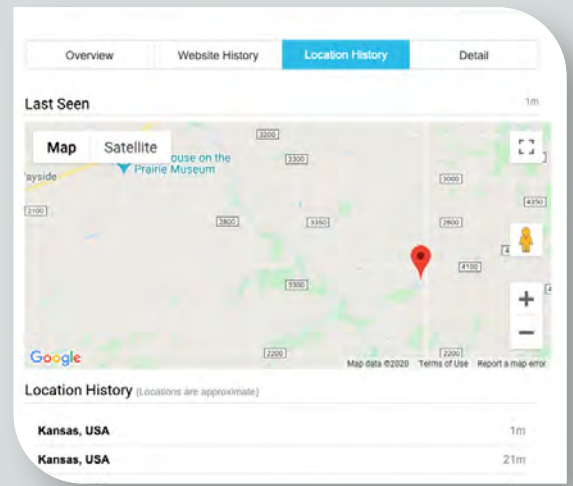 Overview Website History Location History Detail
Last Seen 1m
Map Satellite
3200
ouse on the
Prairie Museum
3300
ayside
3000
4350
2100
2800
3350
2800
4100
3300
Google
2200
2200
Map data ©2020 Terms of Use Report a map error
Location History (Locations are approximate)
Kansas, USA 1m
Kansas, USA 21m